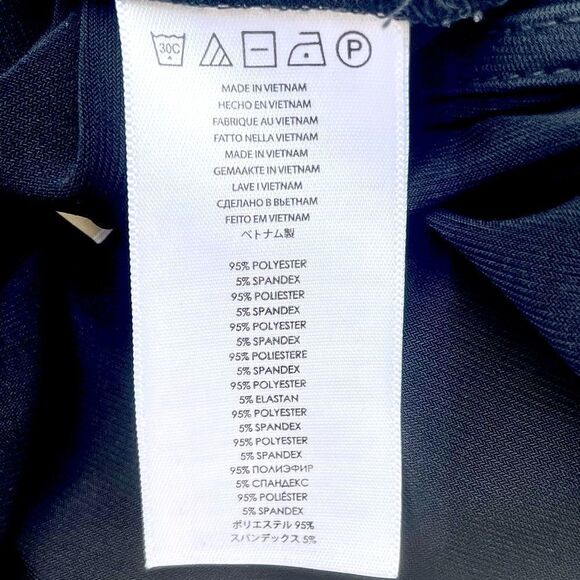 30C P
MADE IN VIETNAM
HECHO EN VIETNAM
FABRIQUE AU VIETNAM
FATTO NELLA VIETNAM
MADE IN VIETNAM
GEMAAKTE IN VIETNAM
LAVE I VIETNAM
СДЕЛАНО В ВЬЕТНАМ
FEITO EM VIETNAM
ベトナム製
95% POLYESTER
5% SPANDEX
95% POLIESTER
5% SPANDEX
95% POLYESTER
5% SPANDEX
95% POLIESTERE
5% SPANDEX
95% POLYESTER
5% ELASTAN
95% POLYESTER
5% SPANDEX
95% POLYESTER
5% SPANDEX
95% ПОЛИЭФИР
5% СПАНДЕКС
95% POLIÉSTER
5% SPANDEX
ポリエステル 95%
スパンデックス 5%